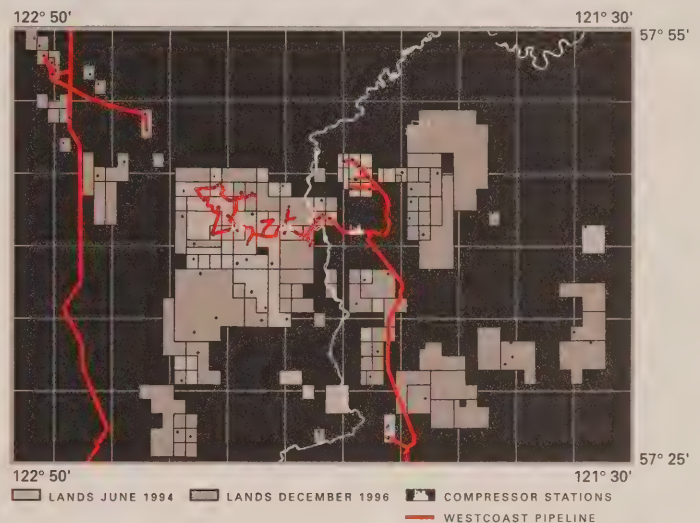 122° 50' 121° 30'
57° 55'
122° 50' 121° 30'
57° 25'
LANDS JUNE 1994 LANDS DECEMBER 1996 COMPRESSOR STATIONS
WESTCOAST PIPELINE